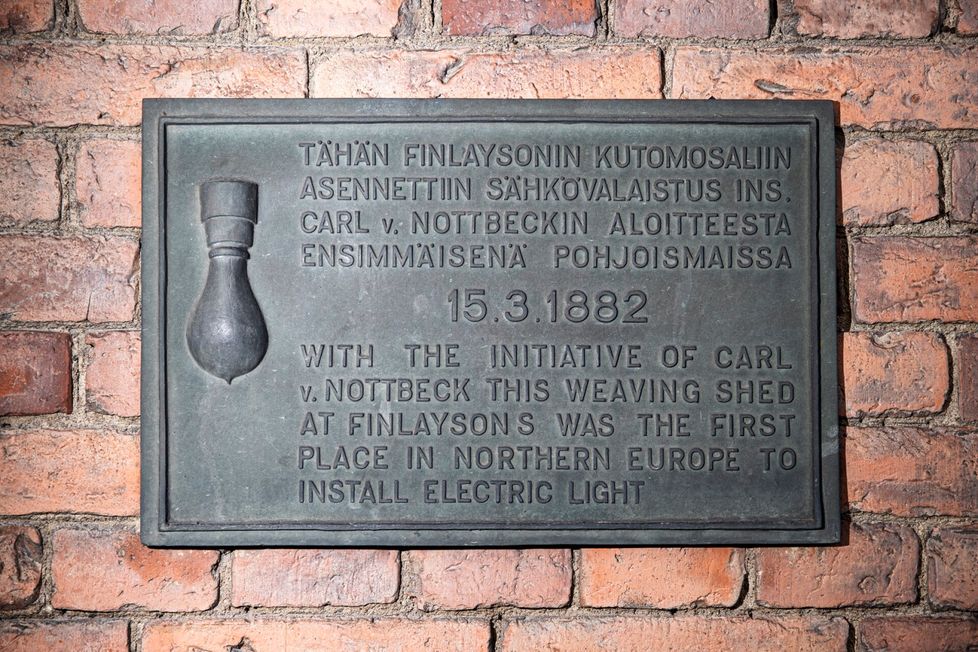 TÄHÄN FINLAYSONIN KUTOMOSALIIN
ASENNETTIIN SÄHKÖVALAISTUS INS.
CARL v. NOTTBECKIN ALOITTEESTA
ENSIMMÄISENÄ POHJOISMAISSA
15.3.1882
WITH THE INITIATIVE OF CARL
v. NOTTBECK THIS WEAVING SHED
AT FINLAYSONS WAS THE FIRST
PLACE IN NORTHERN EUROPE TO
INSTALL ELECTRIC LIGHT